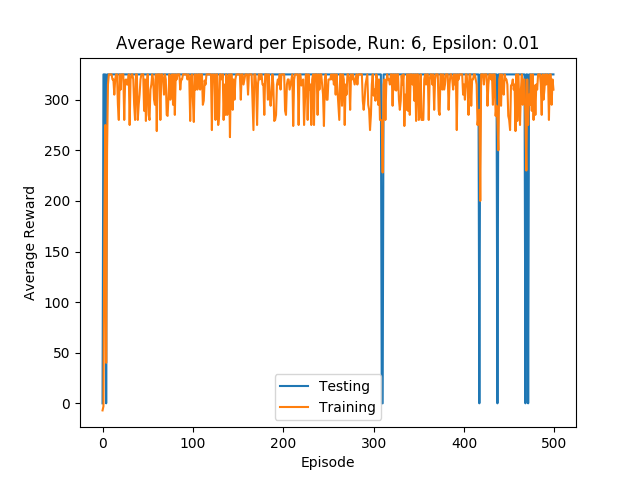 Average Reward per Episode, Run: 6, Epsilon: 0.01
Average Reward
300
250
200
150
100
50
0
Testing
Training
0 100 200 300 400 500
Episode